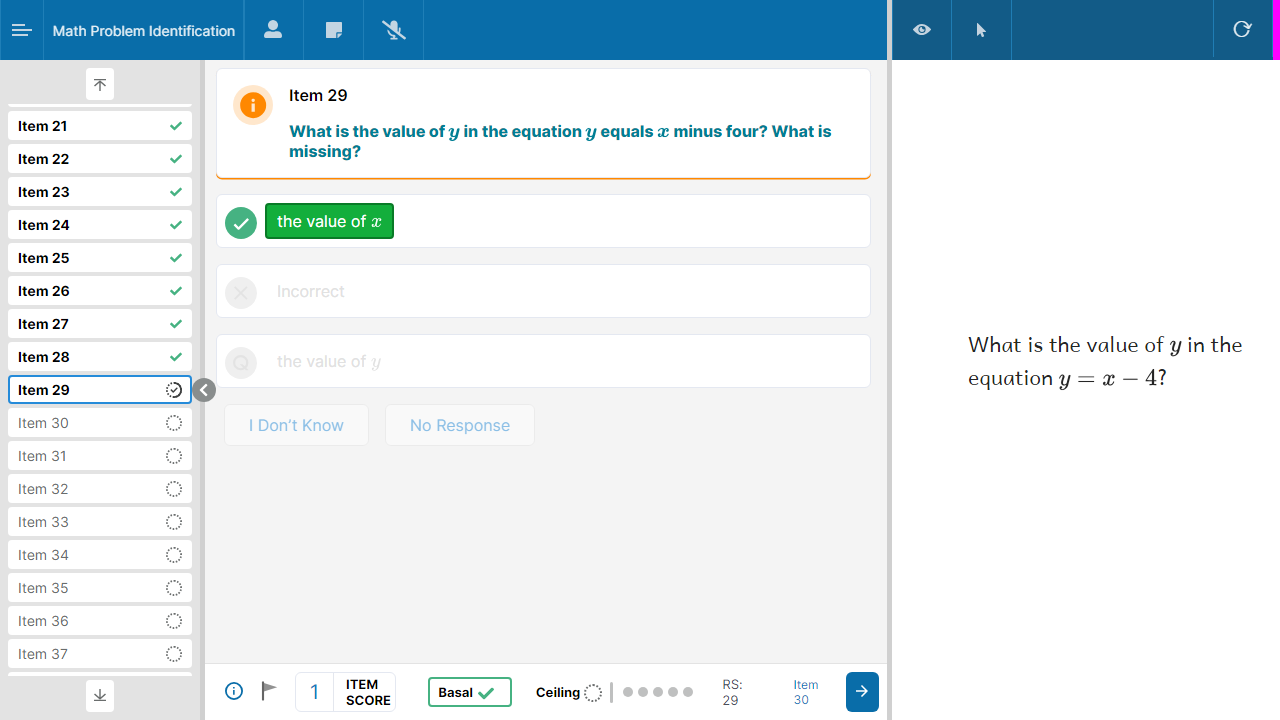 Math Problem Identification
Item 21
Item 22
Item 23
Item 24
Item 25
Item 26
Item 27
Item 28
Item 29
Item 30
Item 31
Item 32
Item 33
Item 34
Item 35
Item 36
Item 37
Item 29
What is the value of y in the equation y equals x minus four? What is
missing?
the value of x
Incorrect
Q the value of y
I Don't Know
No Response
1 ITEM
SCORE
Basal
Ceiling
RS:
29
Item
30
What is the value of y in the
equation y = x − 4?